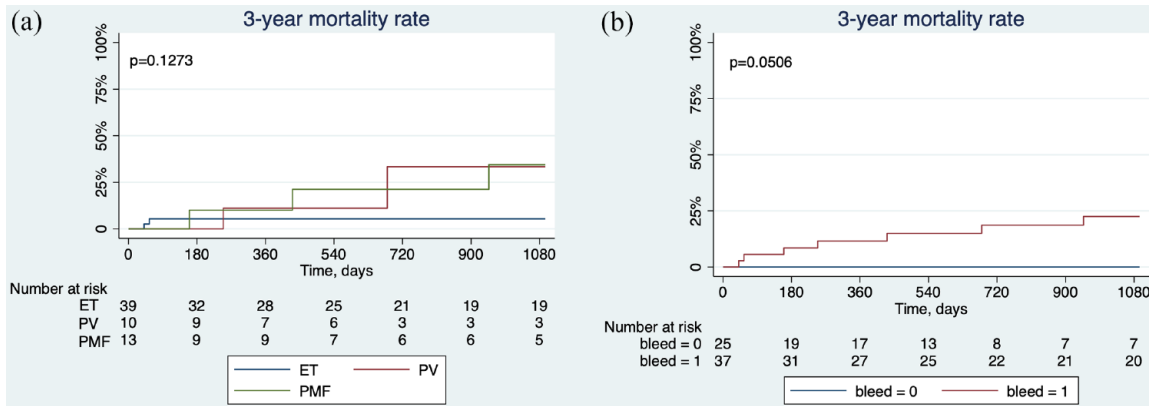 (a)
3-year mortality rate
p=0.1273
100%
75%
50%
25%
0
0 180 360 540 720 900 1080
Time, days
Number at risk
ET 39 32 28 25 21 19 19
PV 10 9 7 6 3 3 3
PMF 13 9 9 7 6 6 5
ET PV
PMF
(b)
3-year mortality rate
p=0.0506
100%
75%
50%
25%
0
0 180 360 540 720 900 1080
Time, days
Number at risk
bleed = 0 25 19 17 13 8 7 7
bleed = 1 37 31 27 25 22 21 20
bleed = 0 bleed = 1